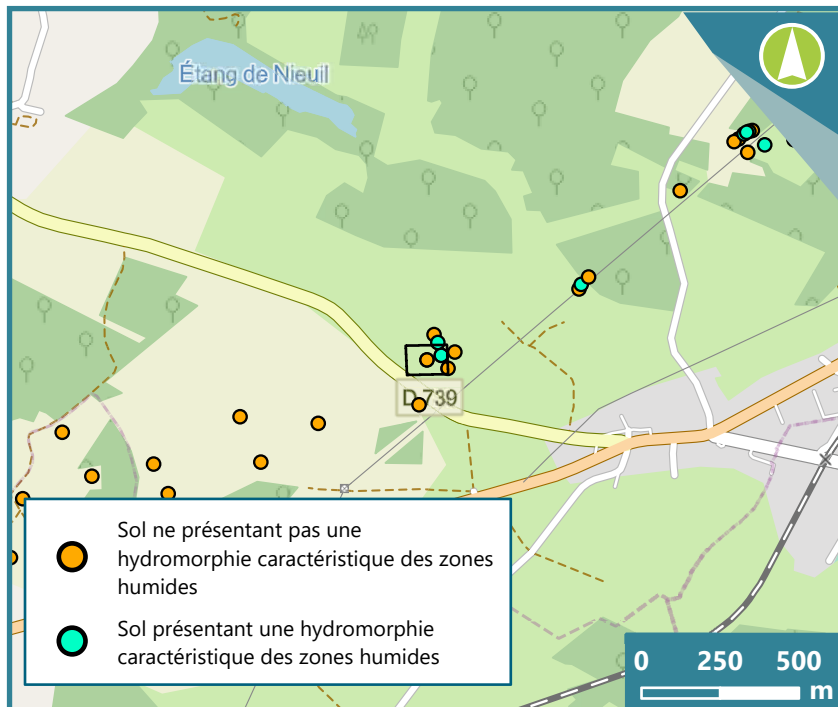 Étang de Nieuil
D 739
Sol ne présentant pas une
hydromorphie caractéristique des zones
humides
Sol présentant une hydromorphie
caractéristique des zones humides
0 250 500
m